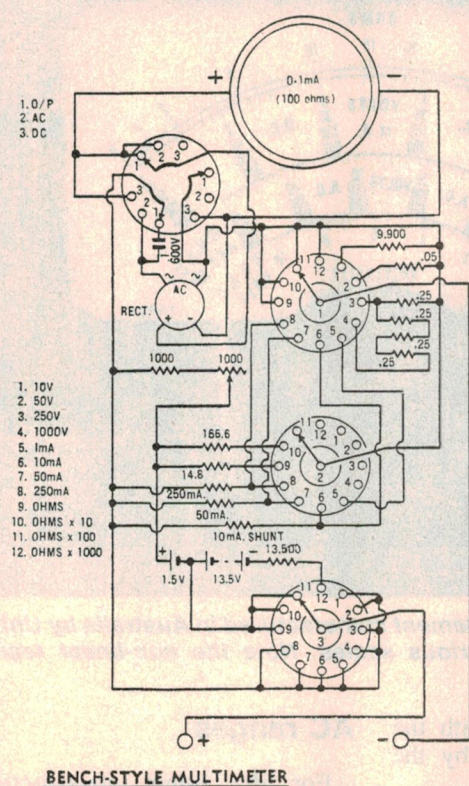 +
-
0-1mA
(100 ohms)
1. O/P
2. AC
3. DC
1 2 3
3 2 1
1 2 3
.1 600V
AC
RECT.
+ -
9,900
.05
.25
.25
.25
11 12 1 2 3 4 5 6 7 8 9 10
1
1000
1000
1. 10V
2. 50V
3. 250V
4. 1000V
5. 1mA
6. 10mA
7. 50mA
8. 250mA
9. OHMS
10. OHMS x 10
11. OHMS x 100
12. OHMS x 1000
166.6
14.8
250mA.
50mA.
10mA. SHUNT
11 12 1 2 3 4 5 6 7 8 9 10
2
+
-
1.5V
13.5V
13,500
11 12 1 2 3 4 5 6 7 8 9 10
3
+
-
BENCH-STYLE MULTIMETER